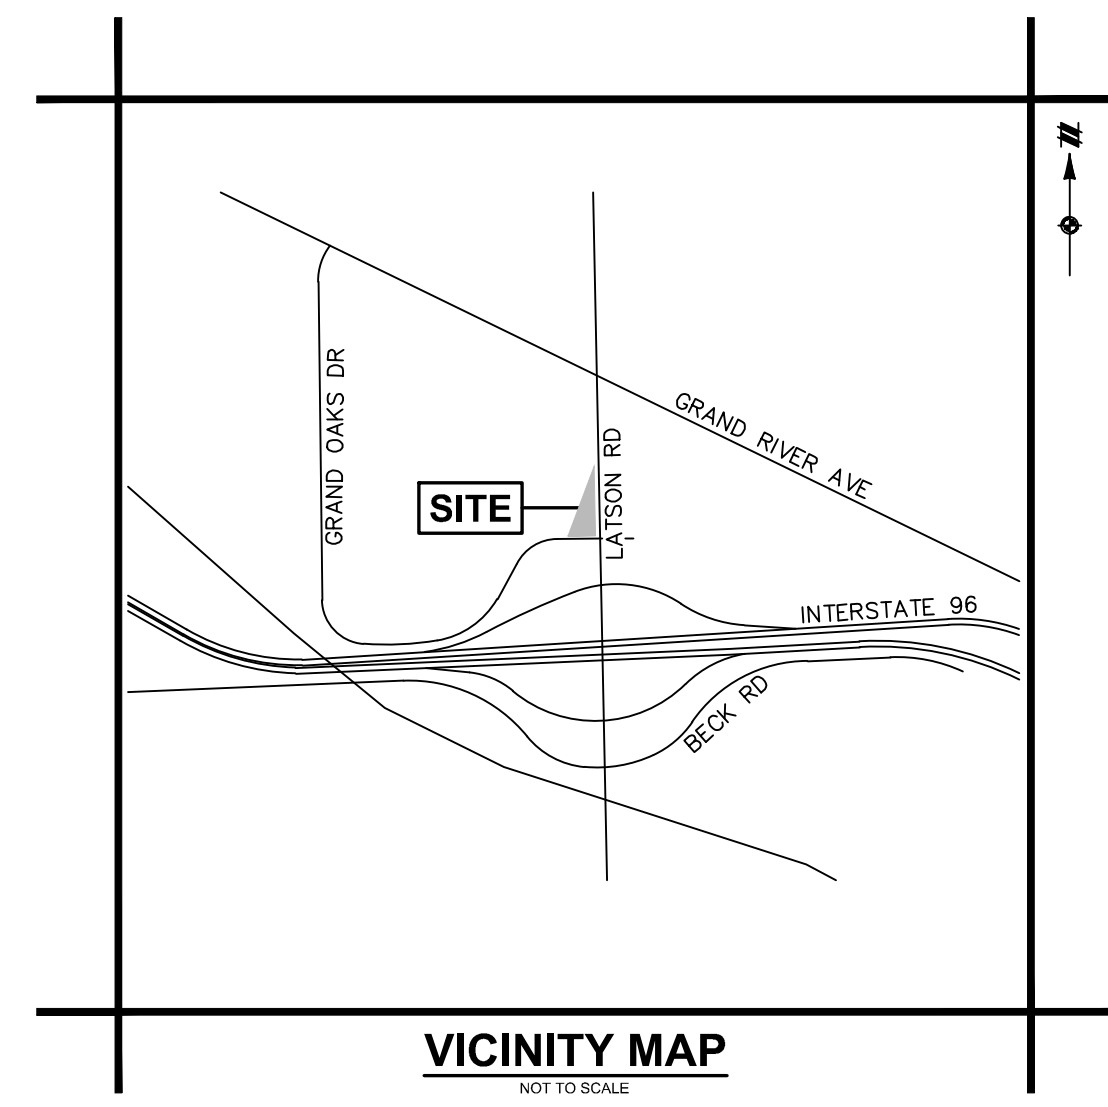 N
GRAND OAKS DR
GRAND RIVER AVE
LATSON RD
SITE
INTERSTATE 96
BECK RD
VICINITY MAP
NOT TO SCALE